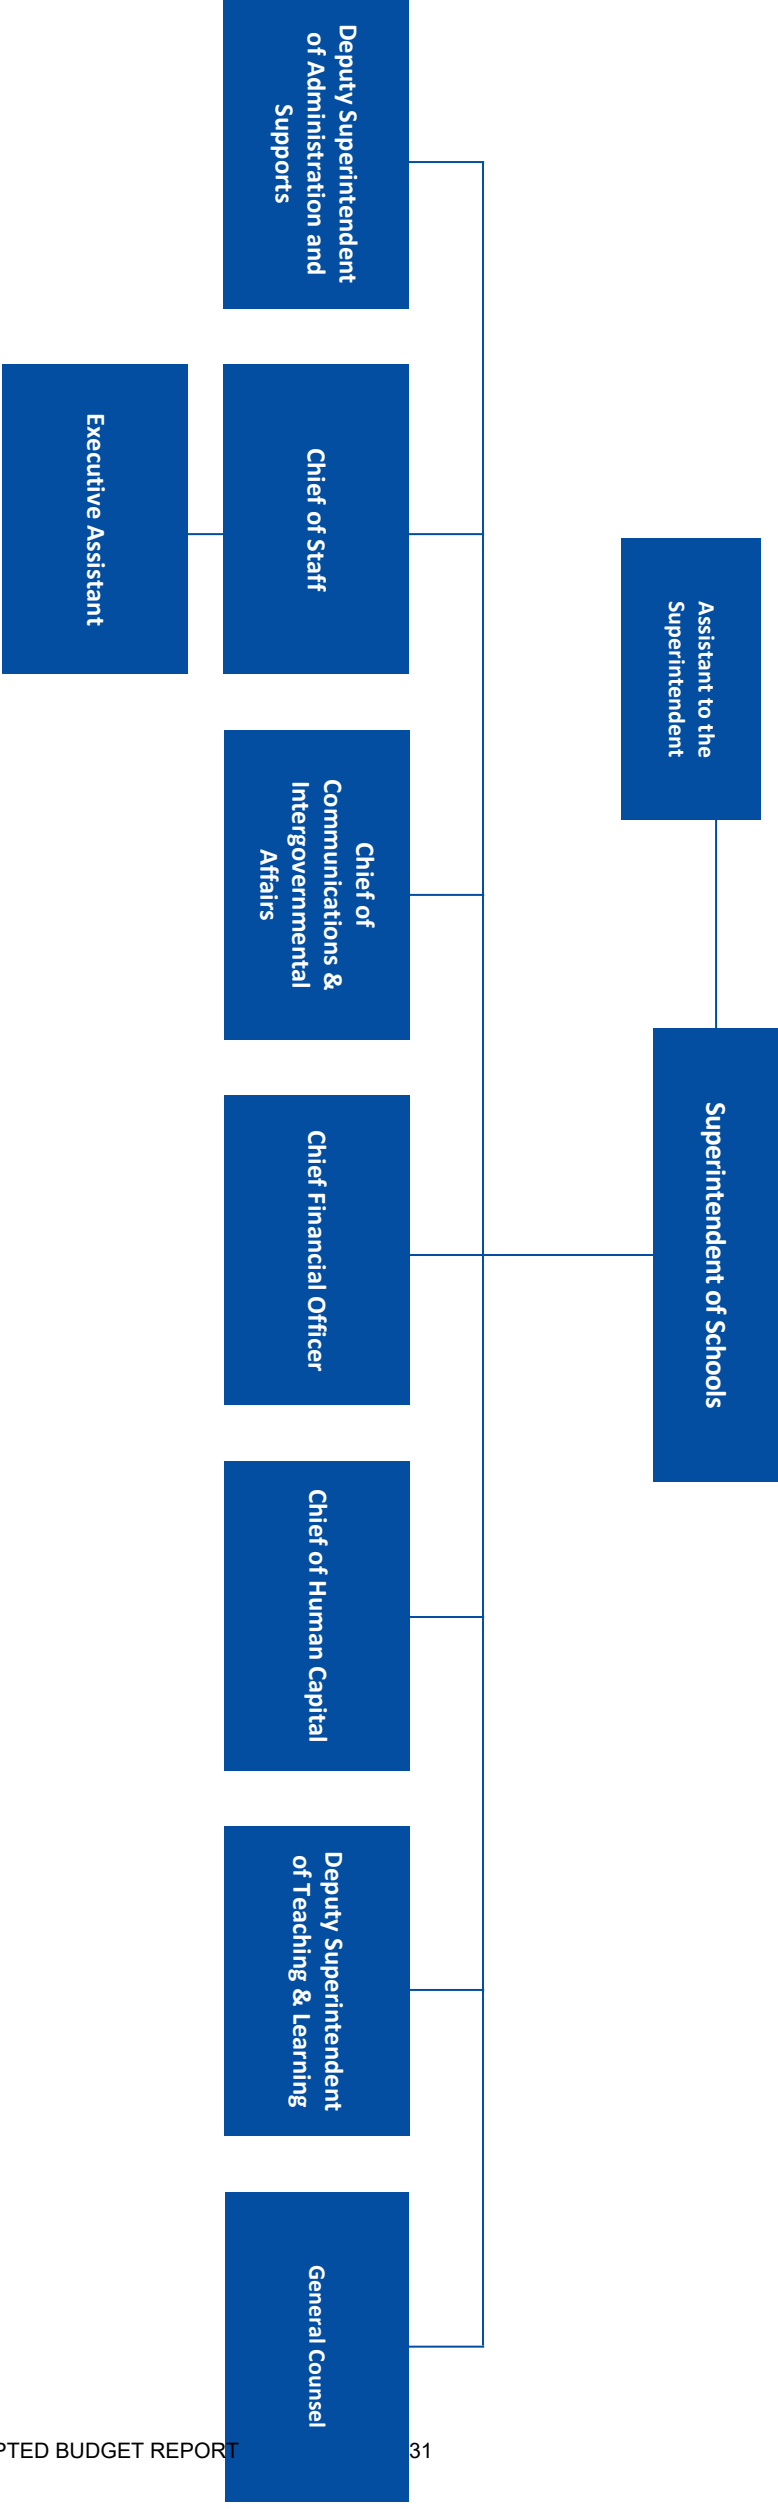 Superintendent of Schools
Assistant to the
Superintendent
Deputy Superintendent
of Administration and
Supports
Chief of Staff
Chief of
Communications &
Intergovernmental
Affairs
Chief Financial Officer
Chief of Human Capital
Deputy Superintendent
of Teaching & Learning
General Counsel
Executive Assistant
PTED BUDGET REPORT 31